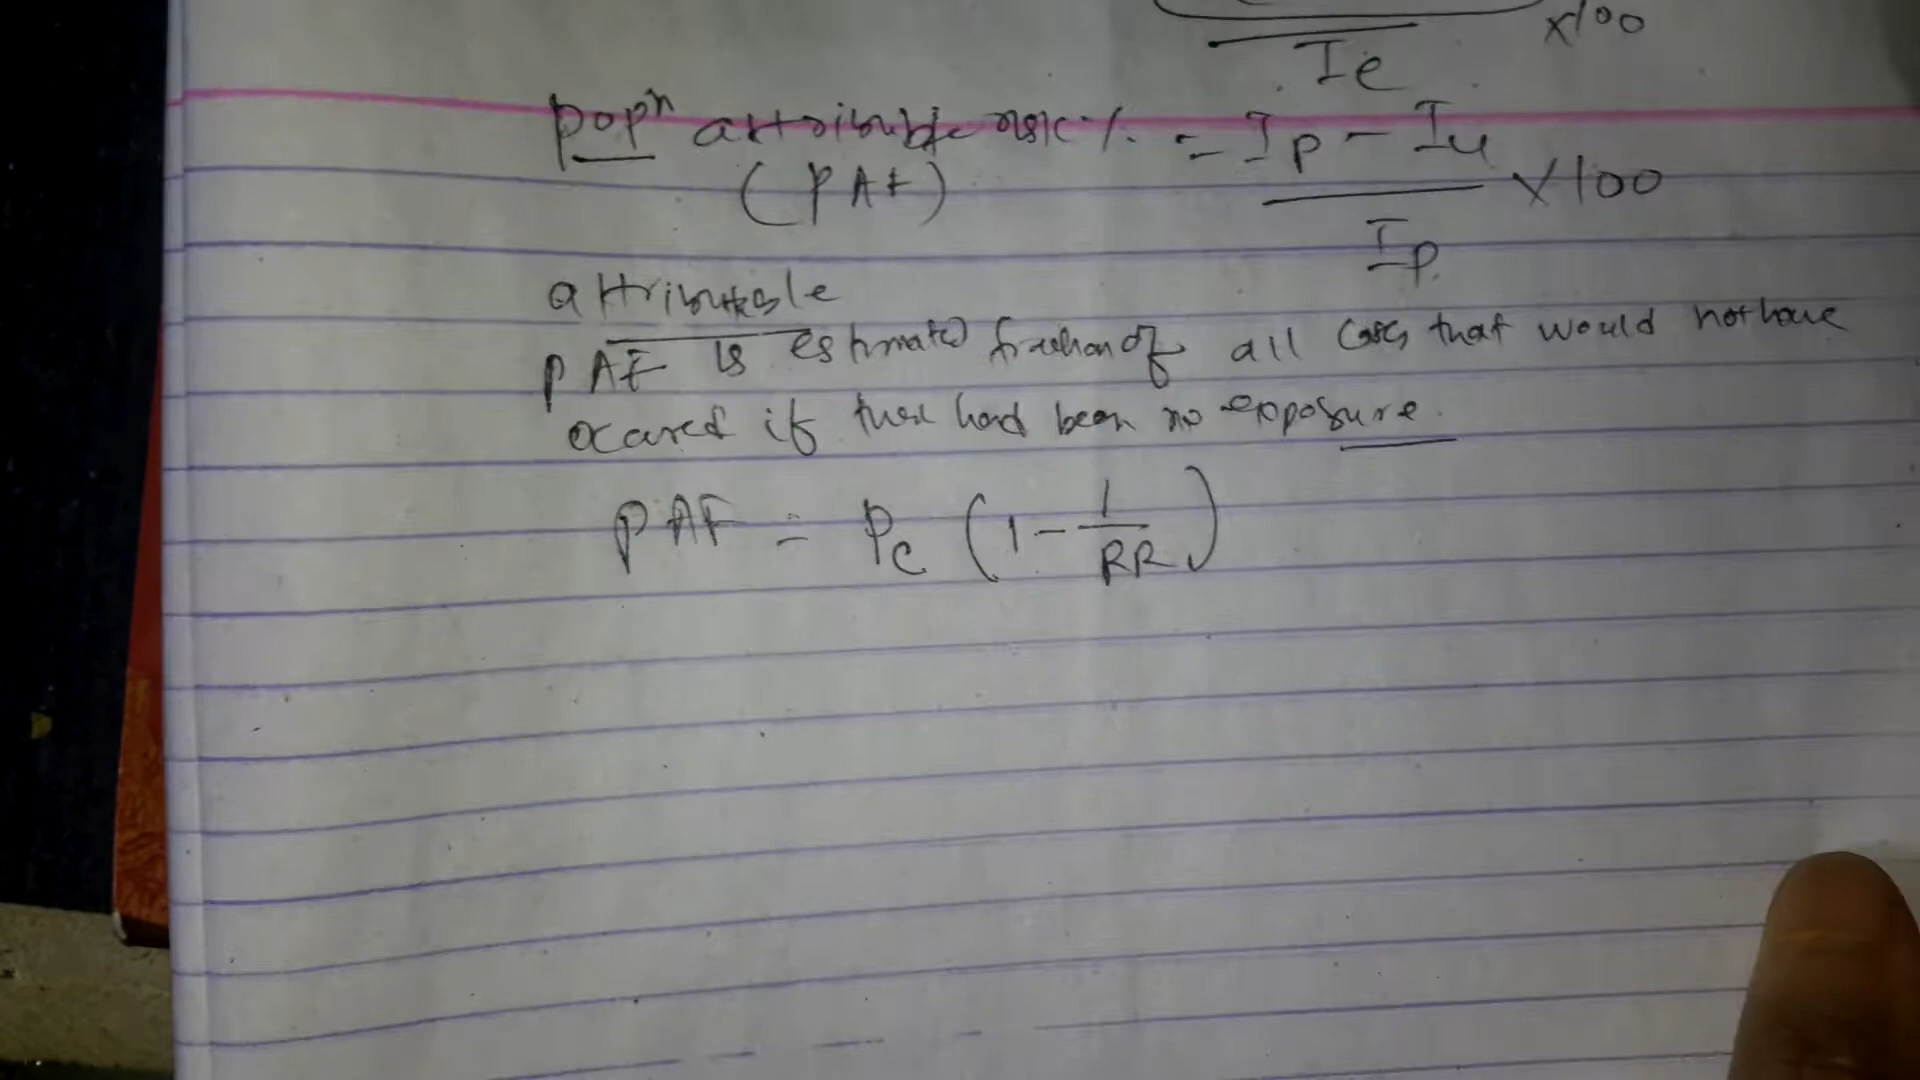 Ie x100
popn attributable risk % = Ip - Iu
(PAF) x100
Ip
attributable
PAF is estimated fraction of all cases that would not have
occured if there had been no exposure.
PAF = Pc (1 - 1/RR)